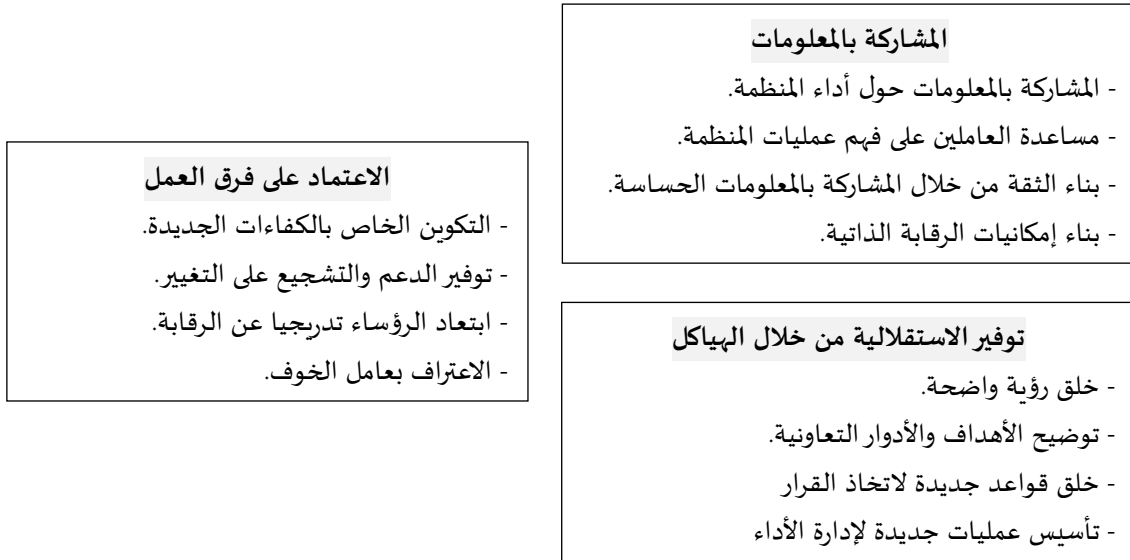 المشاركة بالمعلومات
- المشاركة بالمعلومات حول أداء المنظمة.
- مساعدة العاملين على فهم عمليات المنظمة.
- بناء الثقة من خلال المشاركة بالمعلومات الحساسة.
- بناء إمكانيات الرقابة الذاتية.
توفير الاستقلالية من خلال الهياكل
- خلق رؤية واضحة.
- توضيح الأهداف والأدوار التعاونية.
- خلق قواعد جديدة لاتخاذ القرار
- تأسيس عمليات جديدة لإدارة الأداء
الاعتماد على فرق العمل
- التكوين الخاص بالكفاءات الجديدة.
- توفير الدعم والتشجيع على التغيير.
- ابتعاد الرؤساء تدريجيا عن الرقابة.
- الاعتراف بعامل الخوف.